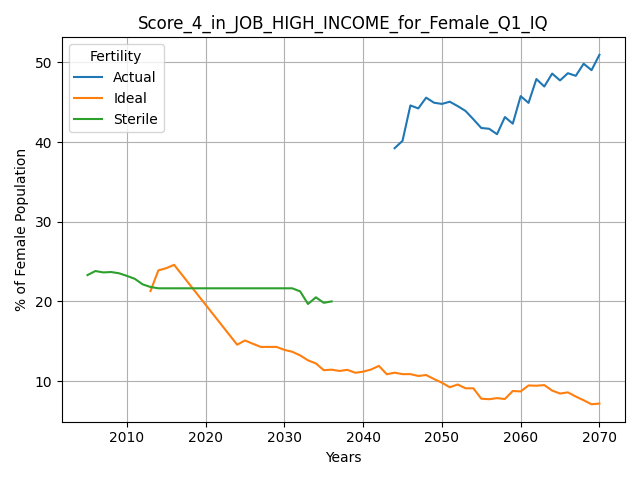 Score_4_in_JOB_HIGH_INCOME_for_Female_Q1_IQ
Fertility
Actual
Ideal
Sterile
% of Female Population
50
40
30
20
10
2010 2020 2030 2040 2050 2060 2070
Years